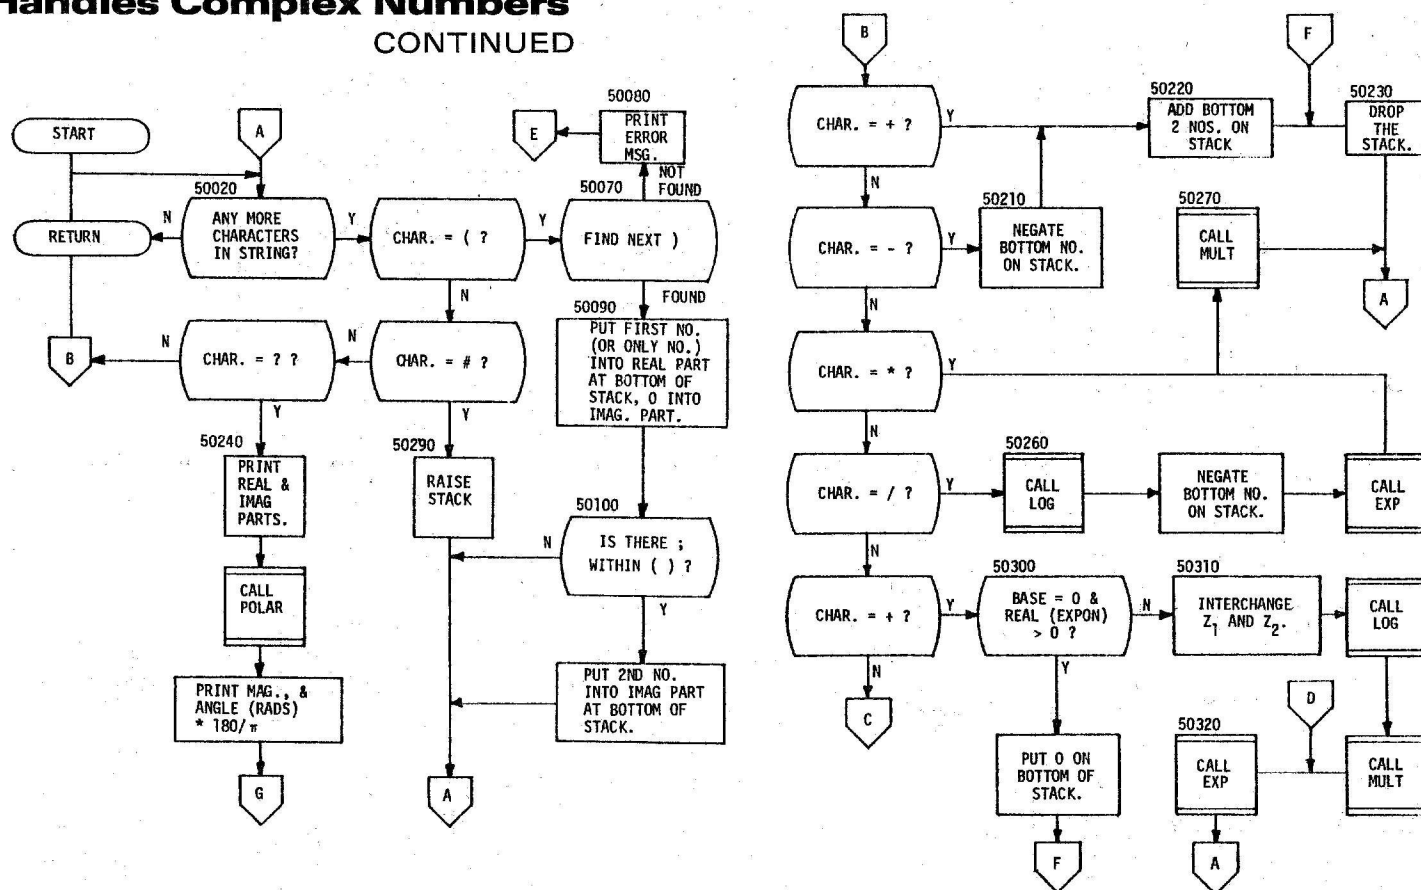 Handles Complex Numbers
CONTINUED
START
A
50020
ANY MORE
CHARACTERS
IN STRING?
N
Y
RETURN
CHAR. = ( ?
Y
N
50080
PRINT
ERROR
MSG.
E
NOT
FOUND
50070
FIND NEXT )
FOUND
50090
PUT FIRST NO.
(OR ONLY NO.)
INTO REAL PART
AT BOTTOM OF
STACK, 0 INTO
IMAG. PART.
B
N
CHAR. = ? ?
N
CHAR. = # ?
Y
Y
50240
PRINT
REAL &
IMAG
PARTS.
50290
RAISE
STACK
50100
IS THERE ;
WITHIN ( ) ?
N
Y
CALL
POLAR
PRINT MAG., &
ANGLE (RADS)
* 180/π
G
PUT 2ND NO.
INTO IMAG PART
AT BOTTOM OF
STACK.
A
B
F
CHAR. = + ?
Y
N
50220
ADD BOTTOM
2 NOS. ON
STACK
50230
DROP
THE
STACK.
CHAR. = - ?
Y
N
50210
NEGATE
BOTTOM NO.
ON STACK.
50270
CALL
MULT
A
CHAR. = * ?
Y
N
CHAR. = / ?
Y
N
50260
CALL
LOG
NEGATE
BOTTOM NO.
ON STACK.
CALL
EXP
CHAR. = + ?
Y
N
50300
BASE = 0 &
REAL (EXPON)
> 0 ?
N
Y
50310
INTERCHANGE
Z1 AND Z2.
CALL
LOG
C
D
PUT 0 ON
BOTTOM OF
STACK.
50320
CALL
EXP
CALL
MULT
F
A